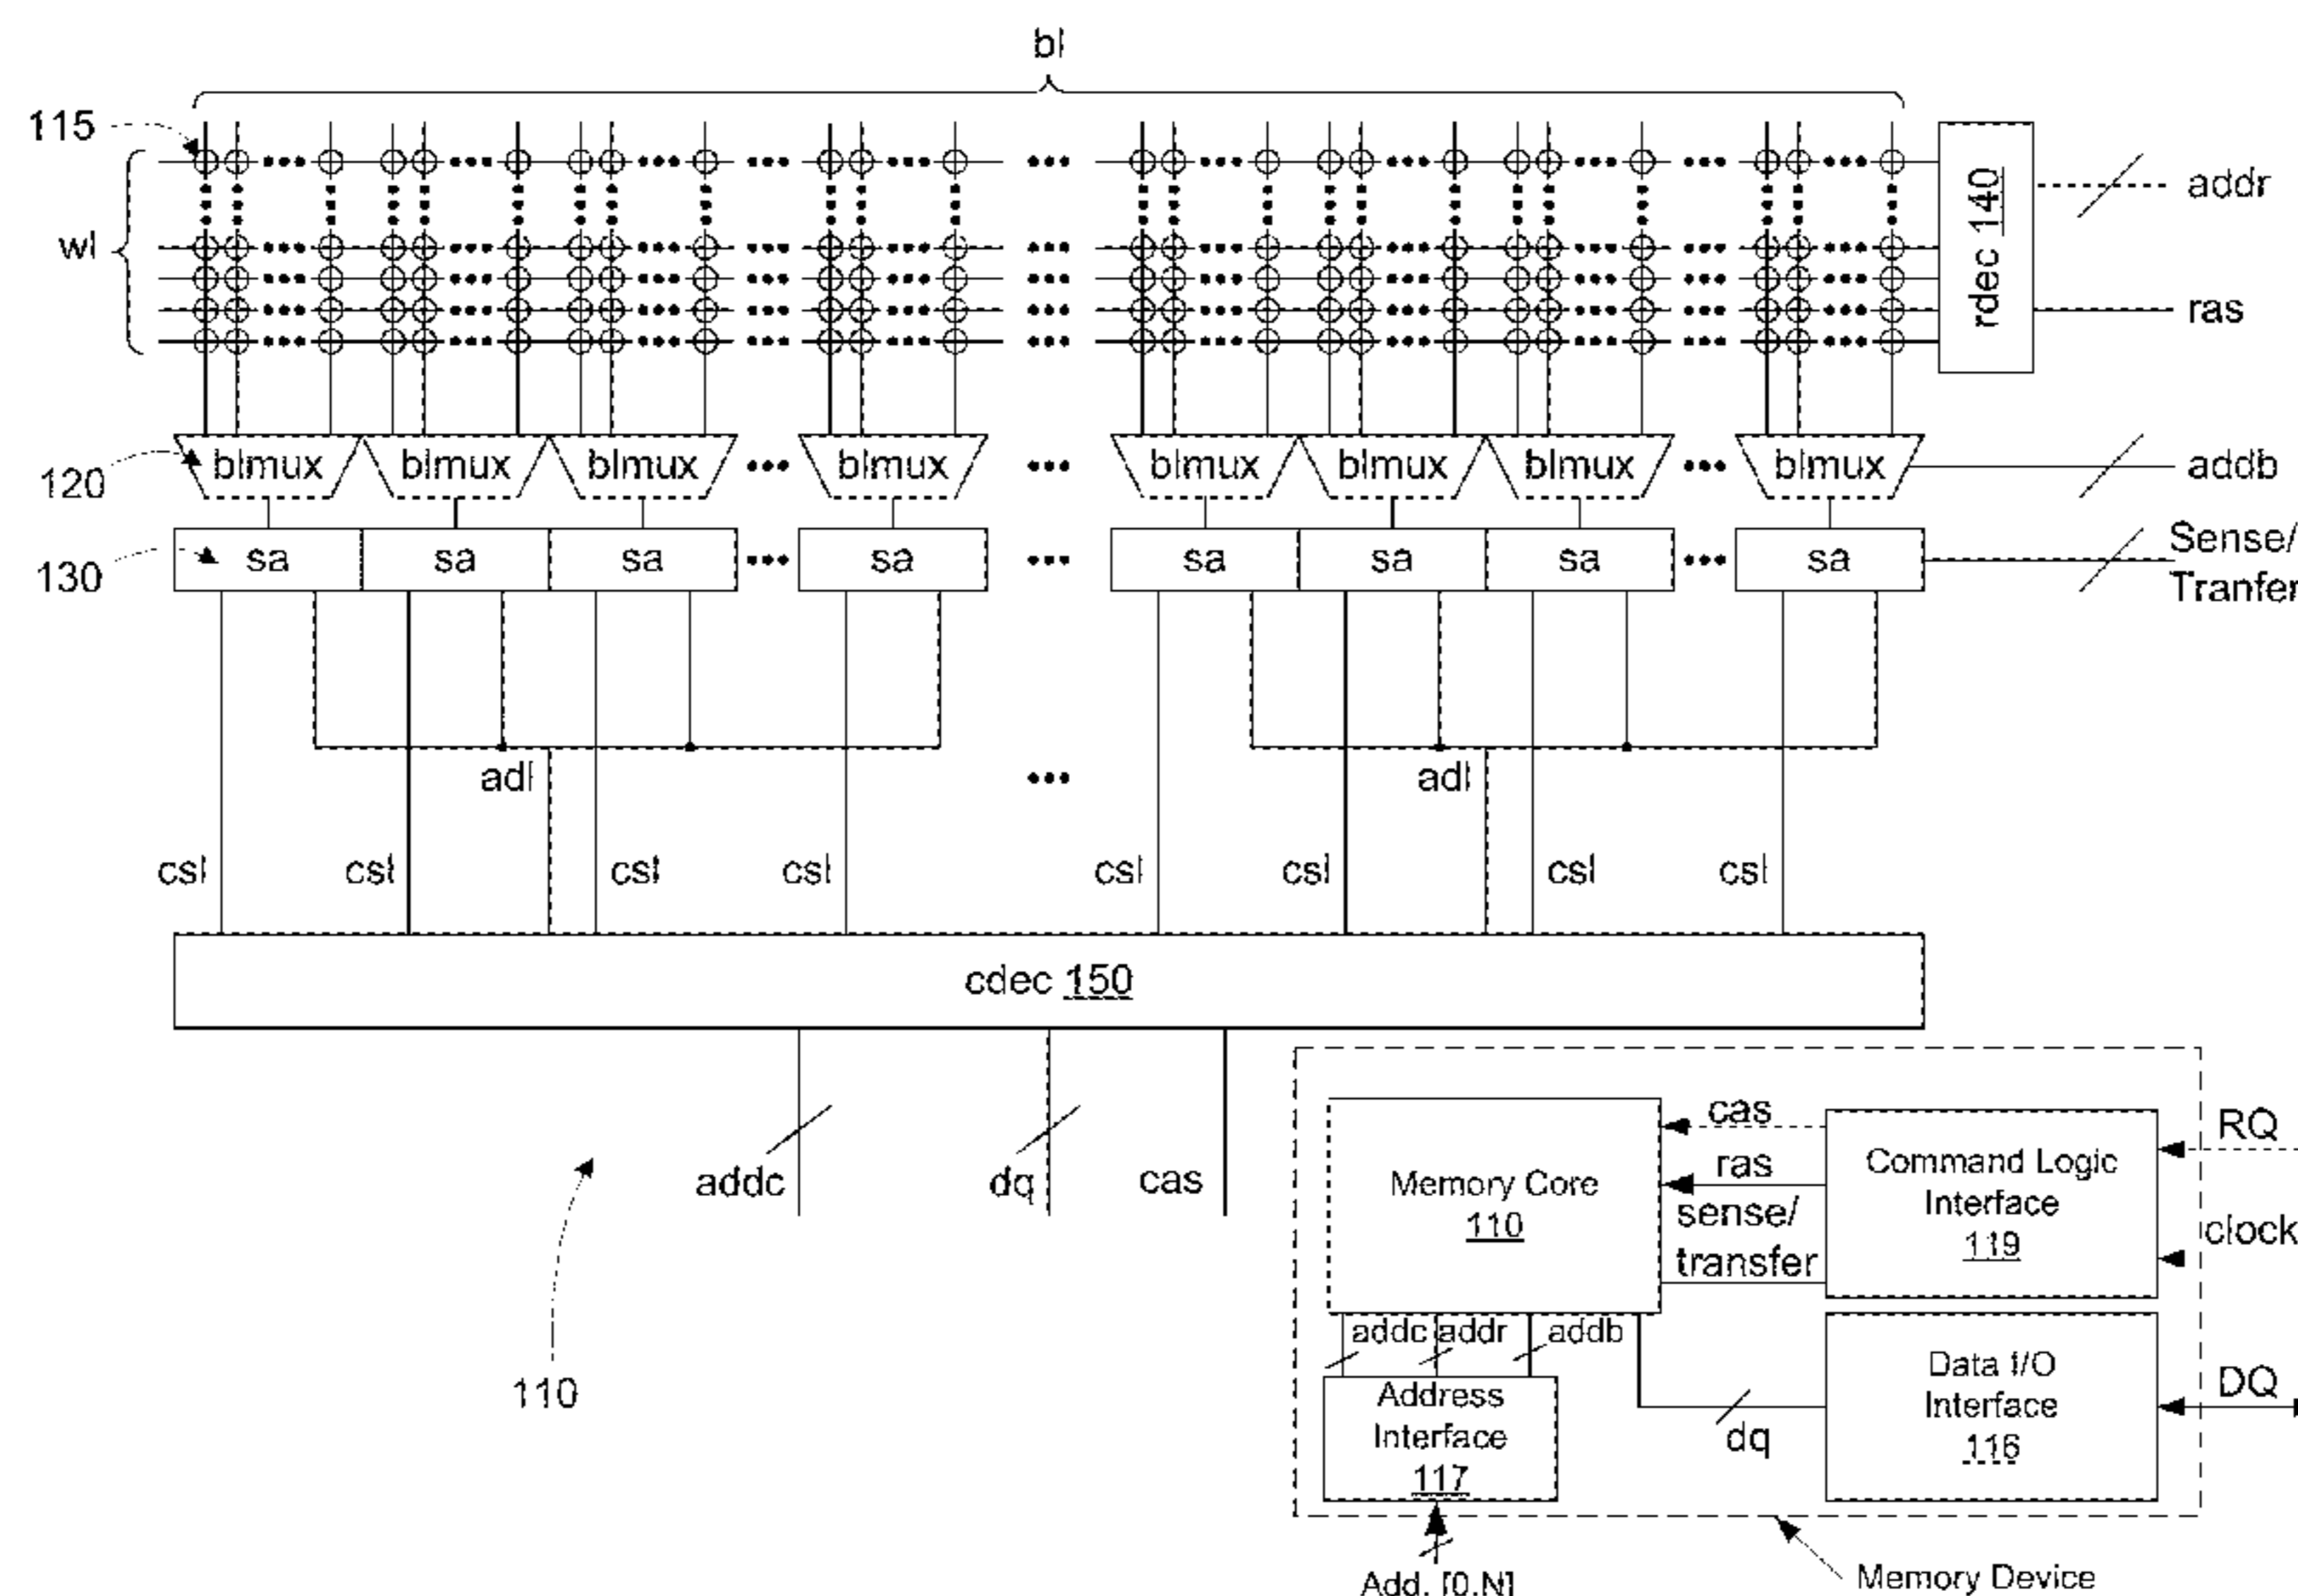 bl
115
wl
rdec 140
addr
ras
120
blmux blmux blmux blmux blmux blmux blmux blmux
addb
130
sa sa sa sa sa sa sa sa
Sense/
Tranfer
adl adl
csl csl csl csl csl csl csl csl
cdec 150
addc dq cas
110
Memory Core
110
cas
ras
sense/
transfer
Command Logic
Interface
119
RQ
clock
addc addr addb
Address
Interface
117
dq
Data I/O
Interface
116
DQ
Add. [0,N]
Memory Device